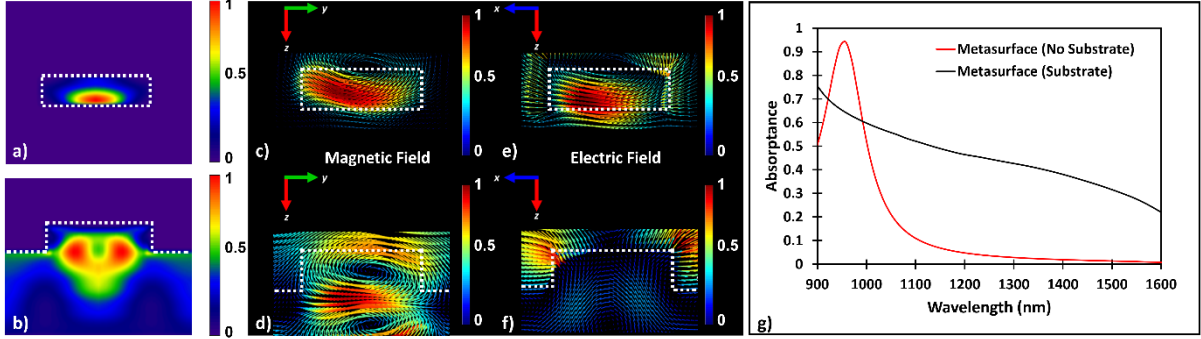 a)
1
0.5
0
b)
1
0.5
0
c)
y
z
Magnetic Field
1
0.5
0
d)
y
z
1
0.5
0
e)
x
z
Electric Field
1
0.5
0
f)
x
z
1
0.5
0
g)
Absorptance
1
0.9
0.8
0.7
0.6
0.5
0.4
0.3
0.2
0.1
0
Metasurface (No Substrate)
Metasurface (Substrate)
900 1000 1100 1200 1300 1400 1500 1600
Wavelength (nm)